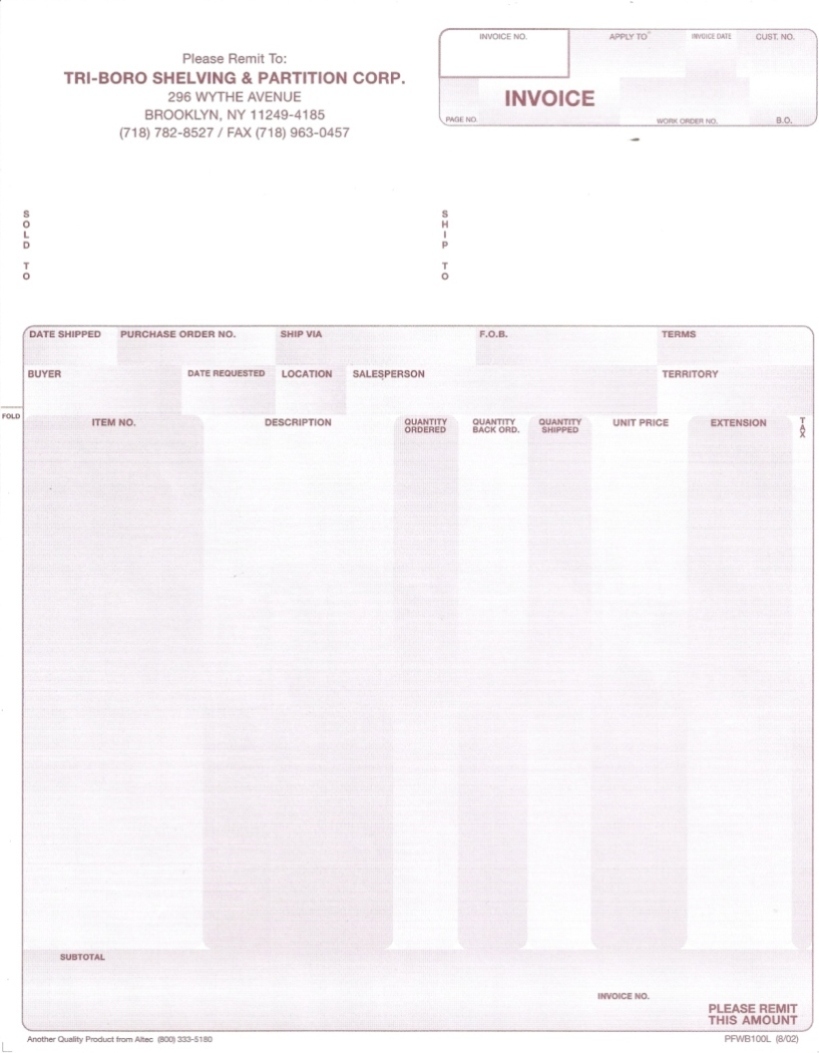 Please Remit To:
TRI-BORO SHELVING & PARTITION CORP.
296 WYTHE AVENUE
BROOKLYN, NY 11249-4185
(718) 782-8527 / FAX (718) 963-0457
INVOICE NO. APPLY TO INVOICE DATE CUST. NO.
INVOICE
PAGE NO. WORK ORDER NO. B.O.
SOLD TO
SHIP TO
DATE SHIPPED PURCHASE ORDER NO. SHIP VIA F.O.B. TERMS
BUYER DATE REQUESTED LOCATION SALESPERSON TERRITORY
FOLD
ITEM NO. DESCRIPTION QUANTITY ORDERED QUANTITY BACK ORD. QUANTITY SHIPPED UNIT PRICE EXTENSION TAX
SUBTOTAL
INVOICE NO.
PLEASE REMIT
THIS AMOUNT
Another Quality Product from Altec (800) 333-5180 PFWB100L (8/02)